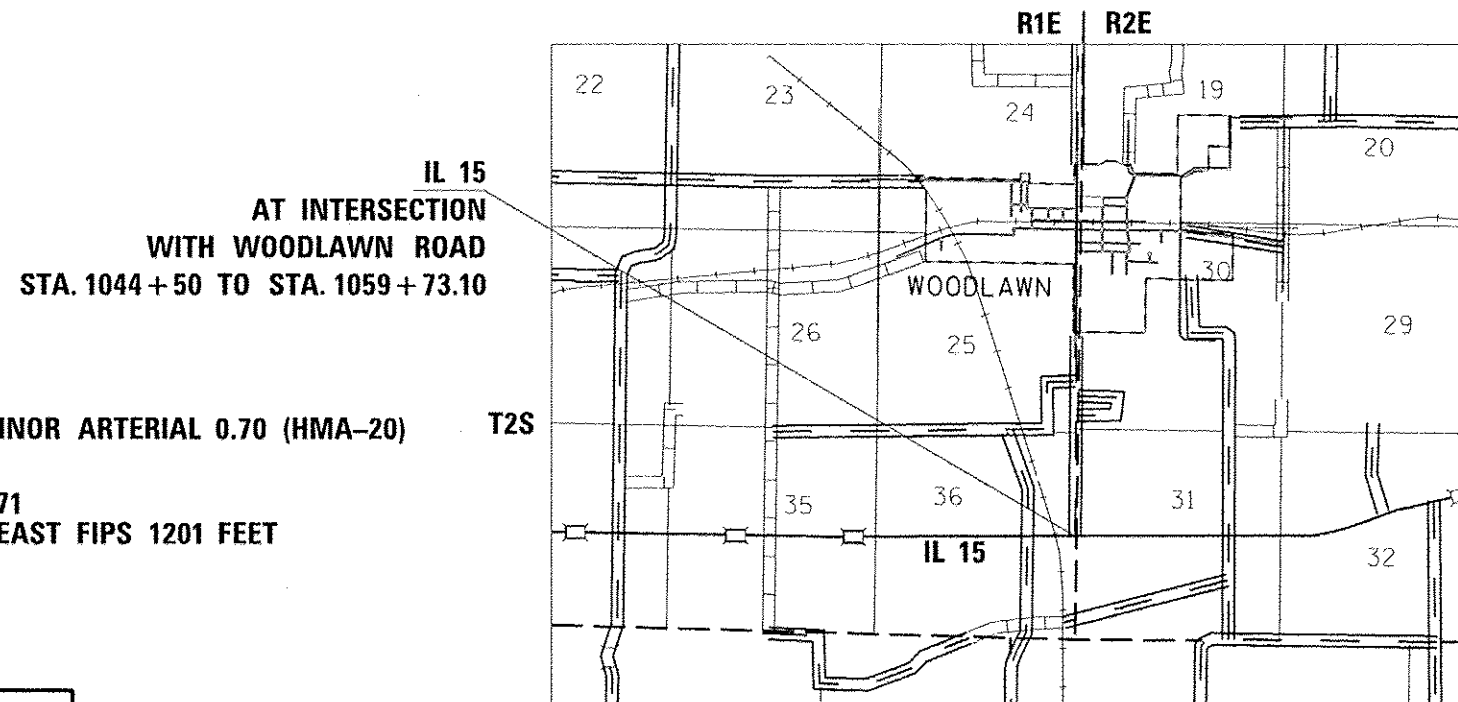 R1E R2E
22
23
24
19
20
IL 15
AT INTERSECTION
WITH WOODLAWN ROAD
STA. 1044+50 TO STA. 1059+73.10
WOODLAWN
30
26
25
29
INOR ARTERIAL 0.70 (HMA-20)
T2S
71
EAST FIPS 1201 FEET
35
36
31
IL 15
32